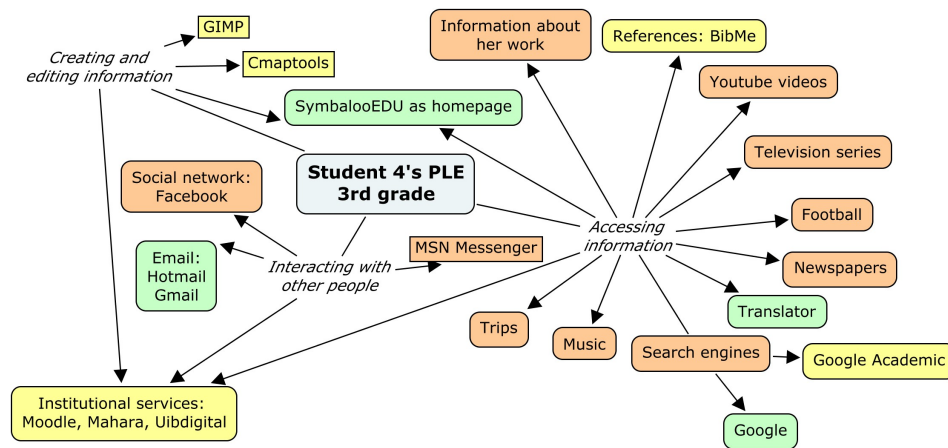 GIMP
Creating and
editing information
Cmaptools
SymbalooEDU as homepage
Information about
her work
References: BibMe
Youtube videos
Television series
Student 4's PLE
3rd grade
Social network:
Facebook
Football
Accessing
information
MSN Messenger
Email:
Hotmail
Gmail
Interacting with
other people
Newspapers
Translator
Trips
Music
Search engines
Google Academic
Institutional services:
Moodle, Mahara, Uibdigital
Google